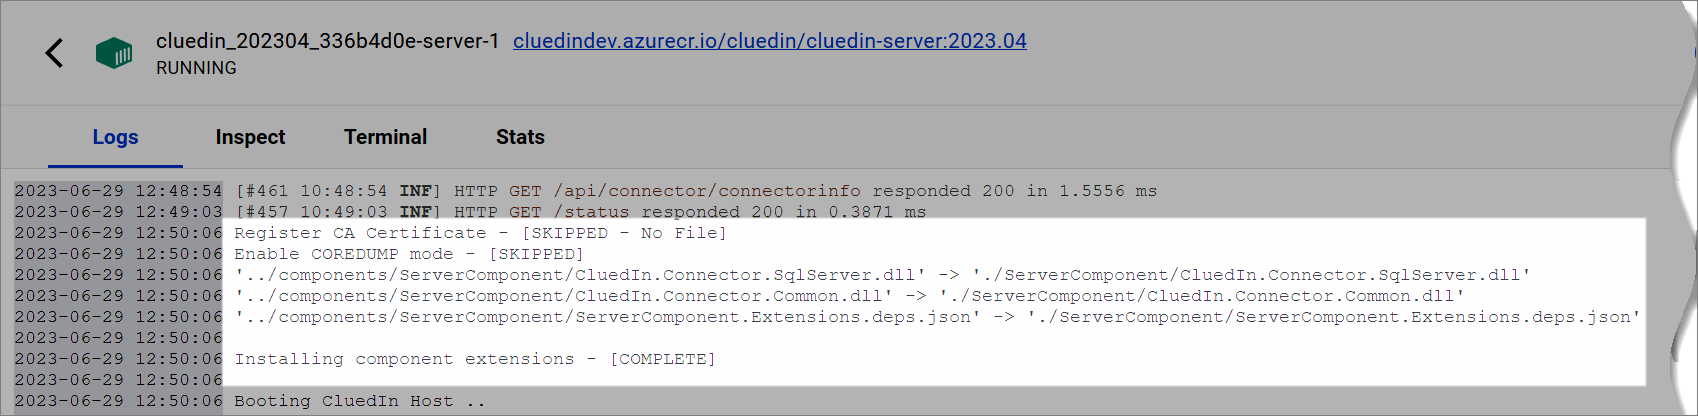 cluedin_202304_336b4d0e-server-1 cluedindev.azurecr.io/cluedin/cluedin-server:2023.04
RUNNING
Logs Inspect Terminal Stats
2023-06-29 12:48:54 [#461 10:48:54 INF] HTTP GET /api/connector/connectorinfo responded 200 in 1.5556 ms
2023-06-29 12:49:03 [#457 10:49:03 INF] HTTP GET /status responded 200 in 0.3871 ms
2023-06-29 12:50:06 Register CA Certificate - [SKIPPED - No File]
2023-06-29 12:50:06 Enable COREDUMP mode - [SKIPPED]
2023-06-29 12:50:06 '../components/ServerComponent/CluedIn.Connector.SqlServer.dll' -> './ServerComponent/CluedIn.Connector.SqlServer.dll'
2023-06-29 12:50:06 '../components/ServerComponent/CluedIn.Connector.Common.dll' -> './ServerComponent/CluedIn.Connector.Common.dll'
2023-06-29 12:50:06 '../components/ServerComponent/ServerComponent.Extensions.deps.json' -> './ServerComponent/ServerComponent.Extensions.deps.json'
2023-06-29 12:50:06
2023-06-29 12:50:06 Installing component extensions - [COMPLETE]
2023-06-29 12:50:06
2023-06-29 12:50:06 Booting CluedIn Host ..